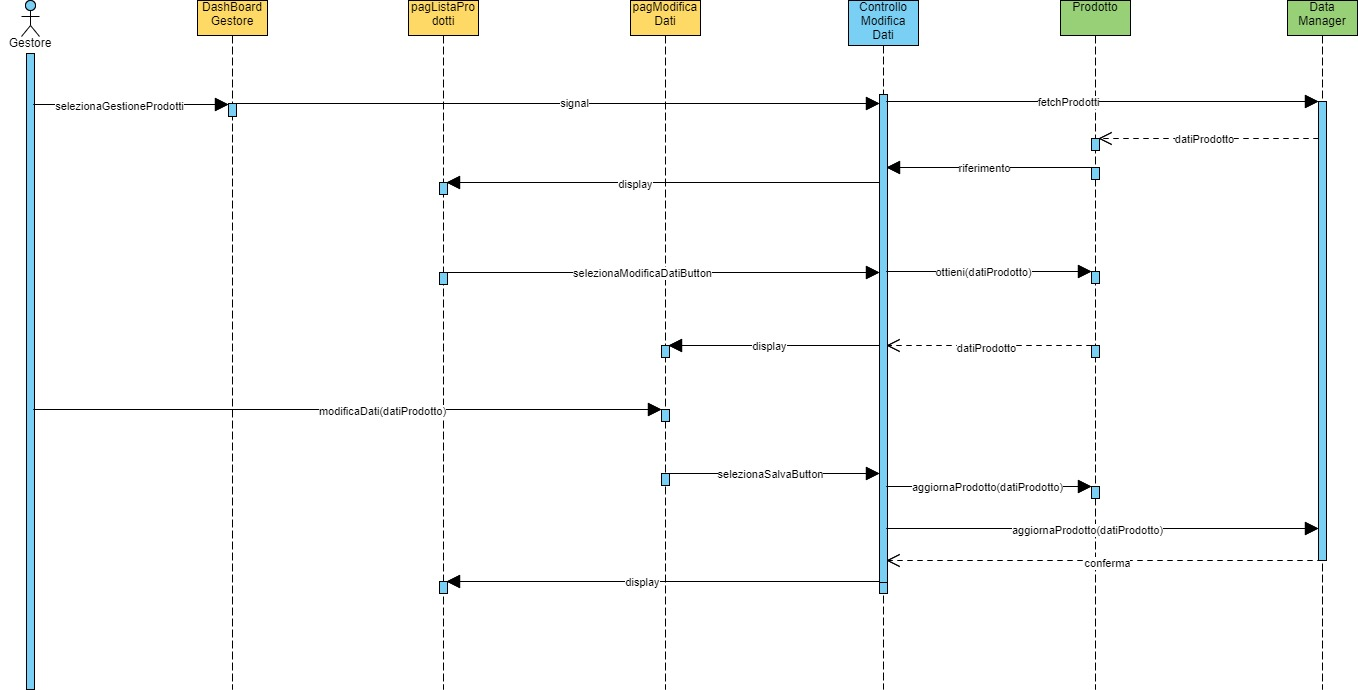 Gestore
DashBoard
Gestore
pagListaPro
dotti
pagModifica
Dati
Controllo
Modifica
Dati
Prodotto
Data
Manager
selezionaGestioneProdotti
signal
fetchProdotti
datiProdotto
riferimento
display
selezionaModificaDatiButton
ottieni(datiProdotto)
display
datiProdotto
modificaDati(datiProdotto)
selezionaSalvaButton
aggiornaProdotto(datiProdotto)
aggiornaProdotto(datiProdotto)
conferma
display